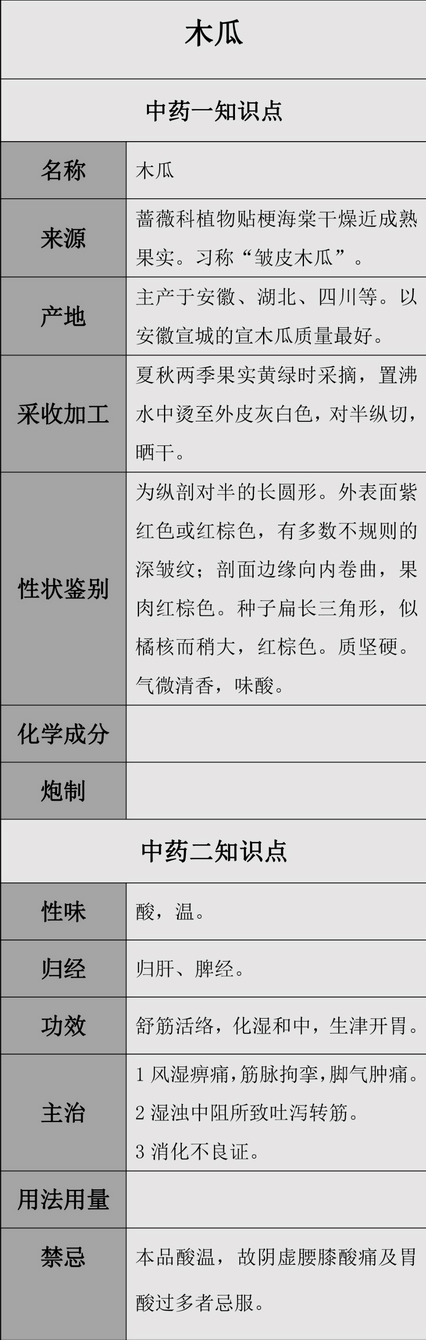 木瓜
中药一知识点
名称
木瓜
来源
蔷薇科植物贴梗海棠干燥近成熟
果实。习称“皱皮木瓜”。
产地
主产于安徽、湖北、四川等。以
安徽宣城的宣木瓜质量最好。
采收加工
夏秋两季果实黄绿时采摘，置沸
水中烫至外皮灰白色，对半纵切，
晒干。
性状鉴别
为纵剖对半的长圆形。外表面紫
红色或红棕色，有多数不规则的
深皱纹；剖面边缘向内卷曲，果
肉红棕色。种子扁长三角形，似
橘核而稍大，红棕色。质坚硬。
气微清香，味酸。
化学成分
炮制
中药二知识点
性味
酸，温。
归经
归肝、脾经。
功效
舒筋活络，化湿和中，生津开胃。
主治
1 风湿痹痛，筋脉拘挛，脚气肿痛。
2 湿浊中阻所致吐泻转筋。
3 消化不良证。
用法用量
禁忌
本品酸温，故阴虚腰膝酸痛及胃
酸过多者忌服。